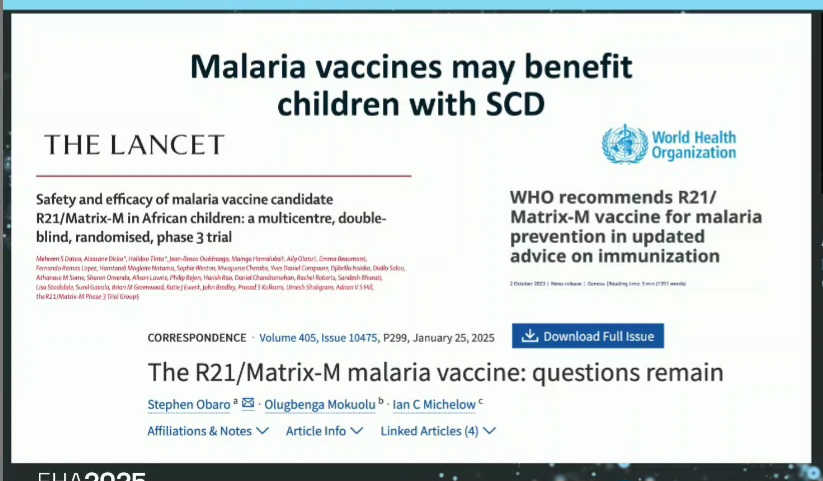 Malaria vaccines may benefit
children with SCD
THE LANCET
World Health
Organization
Safety and efficacy of malaria vaccine candidate
R21/Matrix-M in African children: a multicentre, double-
blind, randomised, phase 3 trial
Mehreen S Datoo, Alassane Dicko*, Halidou Tinto*, Jean-Bosco Ouédraogo, Mainga Hamaluba†, Ally Olotu†, Emma Beaumont,
Fernando Ramos Lopez, Hamtandi Magloire Natama, Sophie Weston, Mwajuma Chemba, Yves Daniel Compaore, Djibrilla Issiaka, Diallo Salou,
Athanase M Some, Sharon Omenda, Alison Lawrie, Philip Bejon, Harish Rao, Daniel Chandramohan, Rachel Roberts, Sandesh Bharati,
Lisa Stockdale, Sunil Gairola, Brian M Greenwood, Katie J Ewer‡, John Bradley, Prasad S Kulkarni, Umesh Shaligram, Adrian V S Hill,
the R21/Matrix-M Phase 3 Trial Group§
WHO recommends R21/
Matrix-M vaccine for malaria
prevention in updated
advice on immunization
2 October 2023 | News release | Geneva | Reading time: 5 min (1351 words)
CORRESPONDENCE · Volume 405, Issue 10475, P299, January 25, 2025
Download Full Issue
The R21/Matrix-M malaria vaccine: questions remain
Stephen Obaro a · Olugbenga Mokuolu b · Ian C Michelow c
Affiliations & Notes Article Info Linked Articles (4)
EHA2025